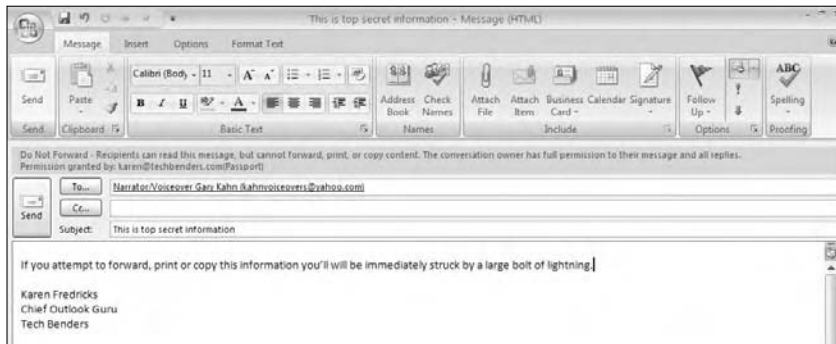 This is top secret information - Message (HTML)
Message Insert Options Format Text
Calibri (Body 11
Send Paste Address Book Check Names Attach File Attach Item Business Card Calendar Signature Follow Up Spelling
Send Clipboard Basic Text Names Include Options Proofing
Do Not Forward - Recipients can read this message, but cannot forward, print, or copy content. The conversation owner has full permission to their message and all replies.
Permission granted by: karen@techbenders.com(Passport)
To... Narrator/Voiceover Gary Kahn (kahnvoiceovers@yahoo.com)
Cc...
Send
Subject: This is top secret information
If you attempt to forward, print or copy this information you'll will be immediately struck by a large bolt of lightning.
Karen Fredricks
Chief Outlook Guru
Tech Benders